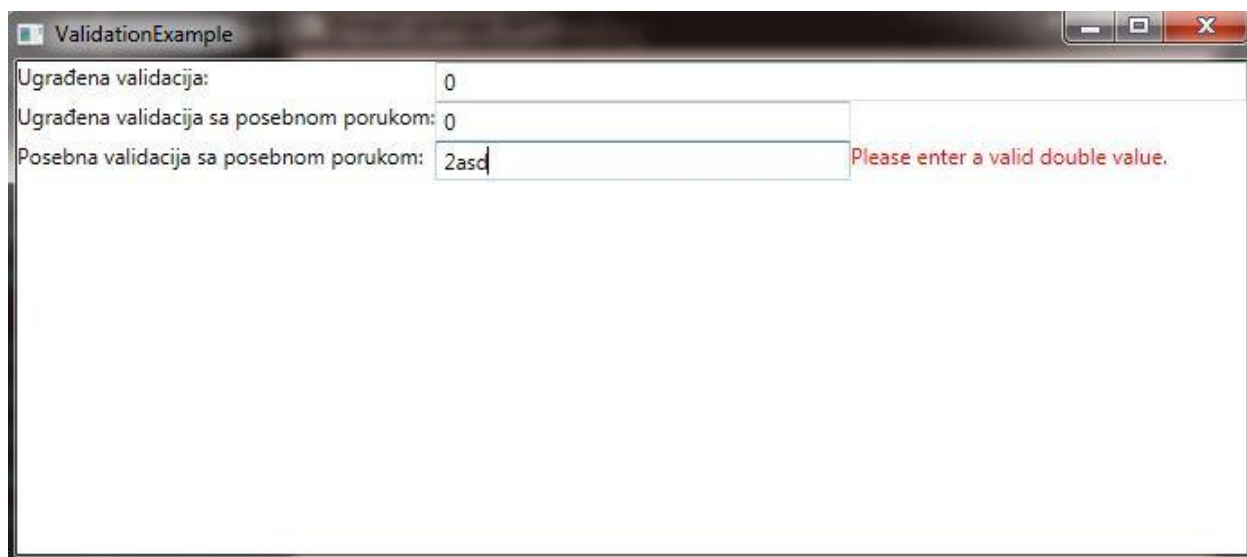 ValidationExample
Ugrađena validacija: 0
Ugrađena validacija sa posebnom porukom: 0
Posebna validacija sa posebnom porukom: 2asd Please enter a valid double value.